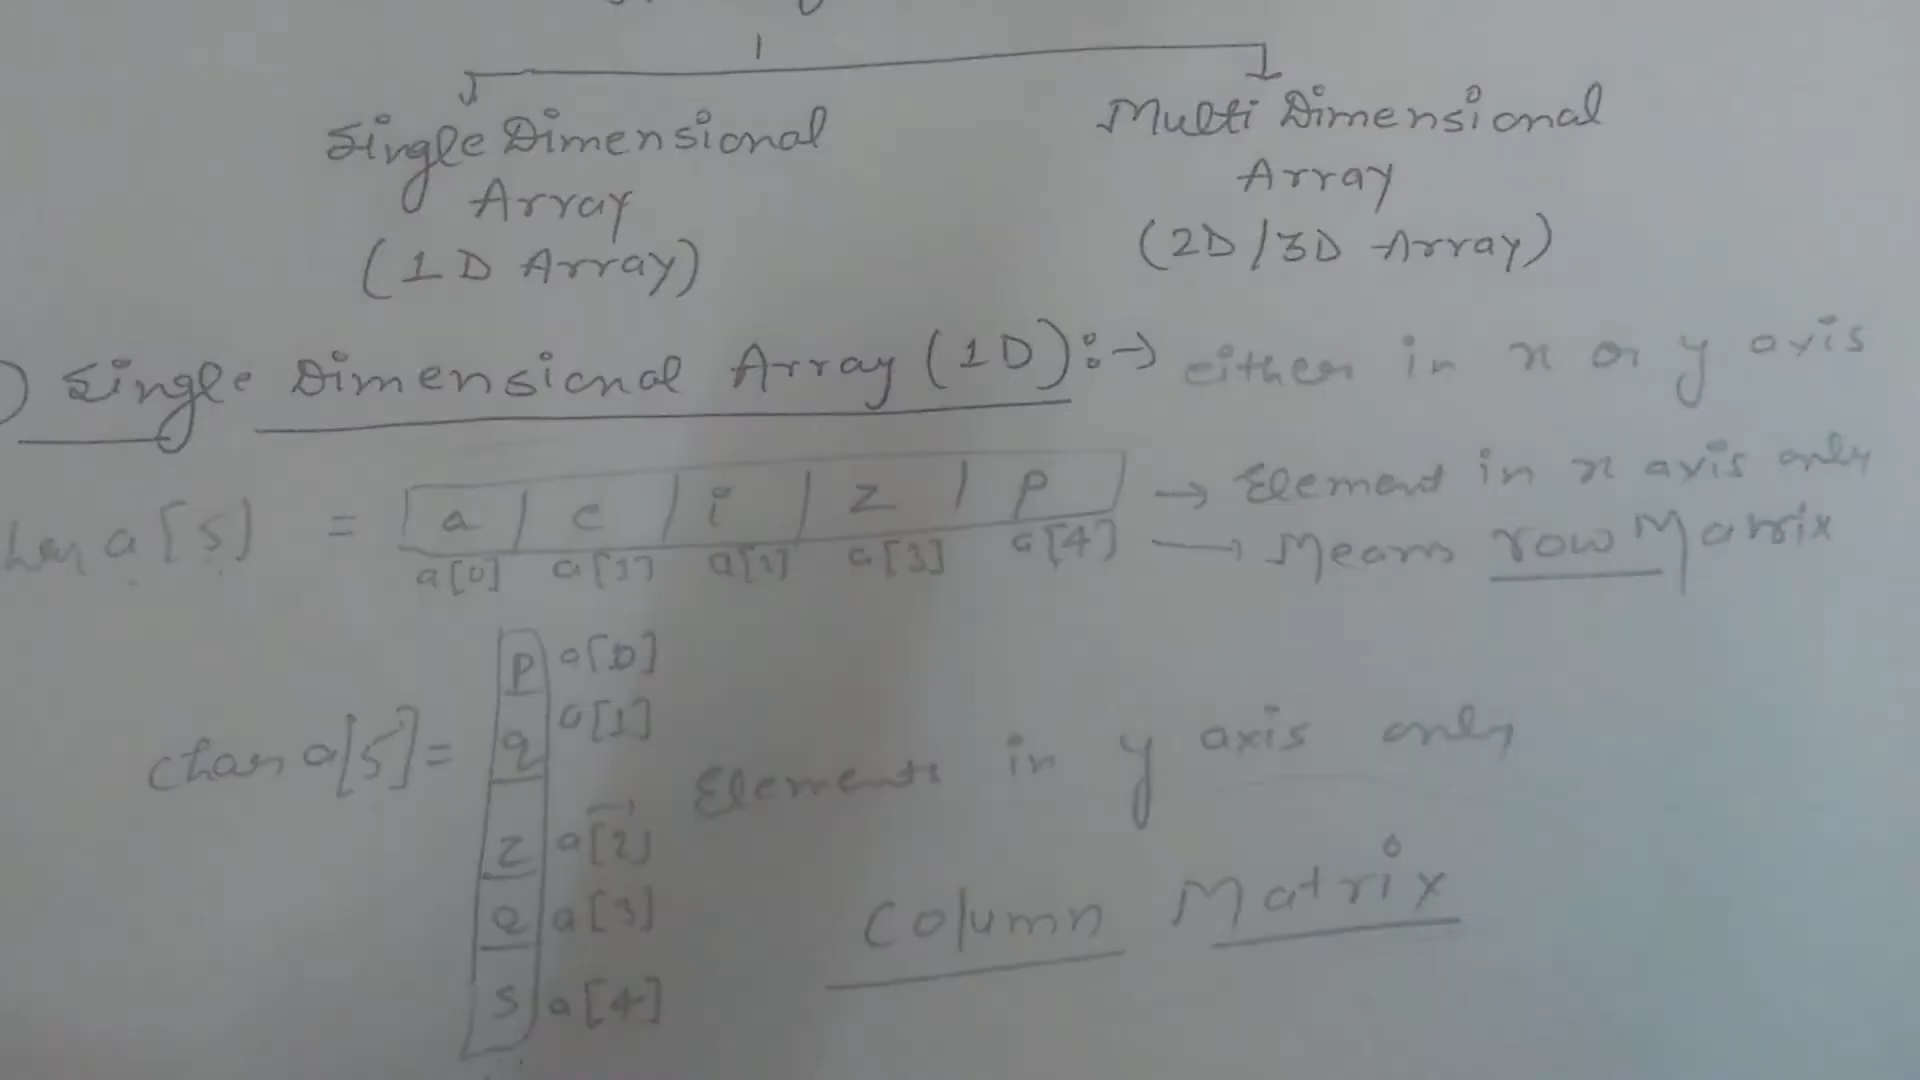 Single Dimensional
Array
(1D Array)
Multi Dimensional
Array
(2D/3D Array)
) Single Dimensional Array (1D):→ either in x or y axis
a[5] = a c i z p → Element in x axis only
a[0] a[1] a[3] a[4] → Means row Matrix
char a[5] =
p a[0]
q a[1]
z a[2]
a[3]
s a[4]
→ Elements in y axis only
Column Matrix